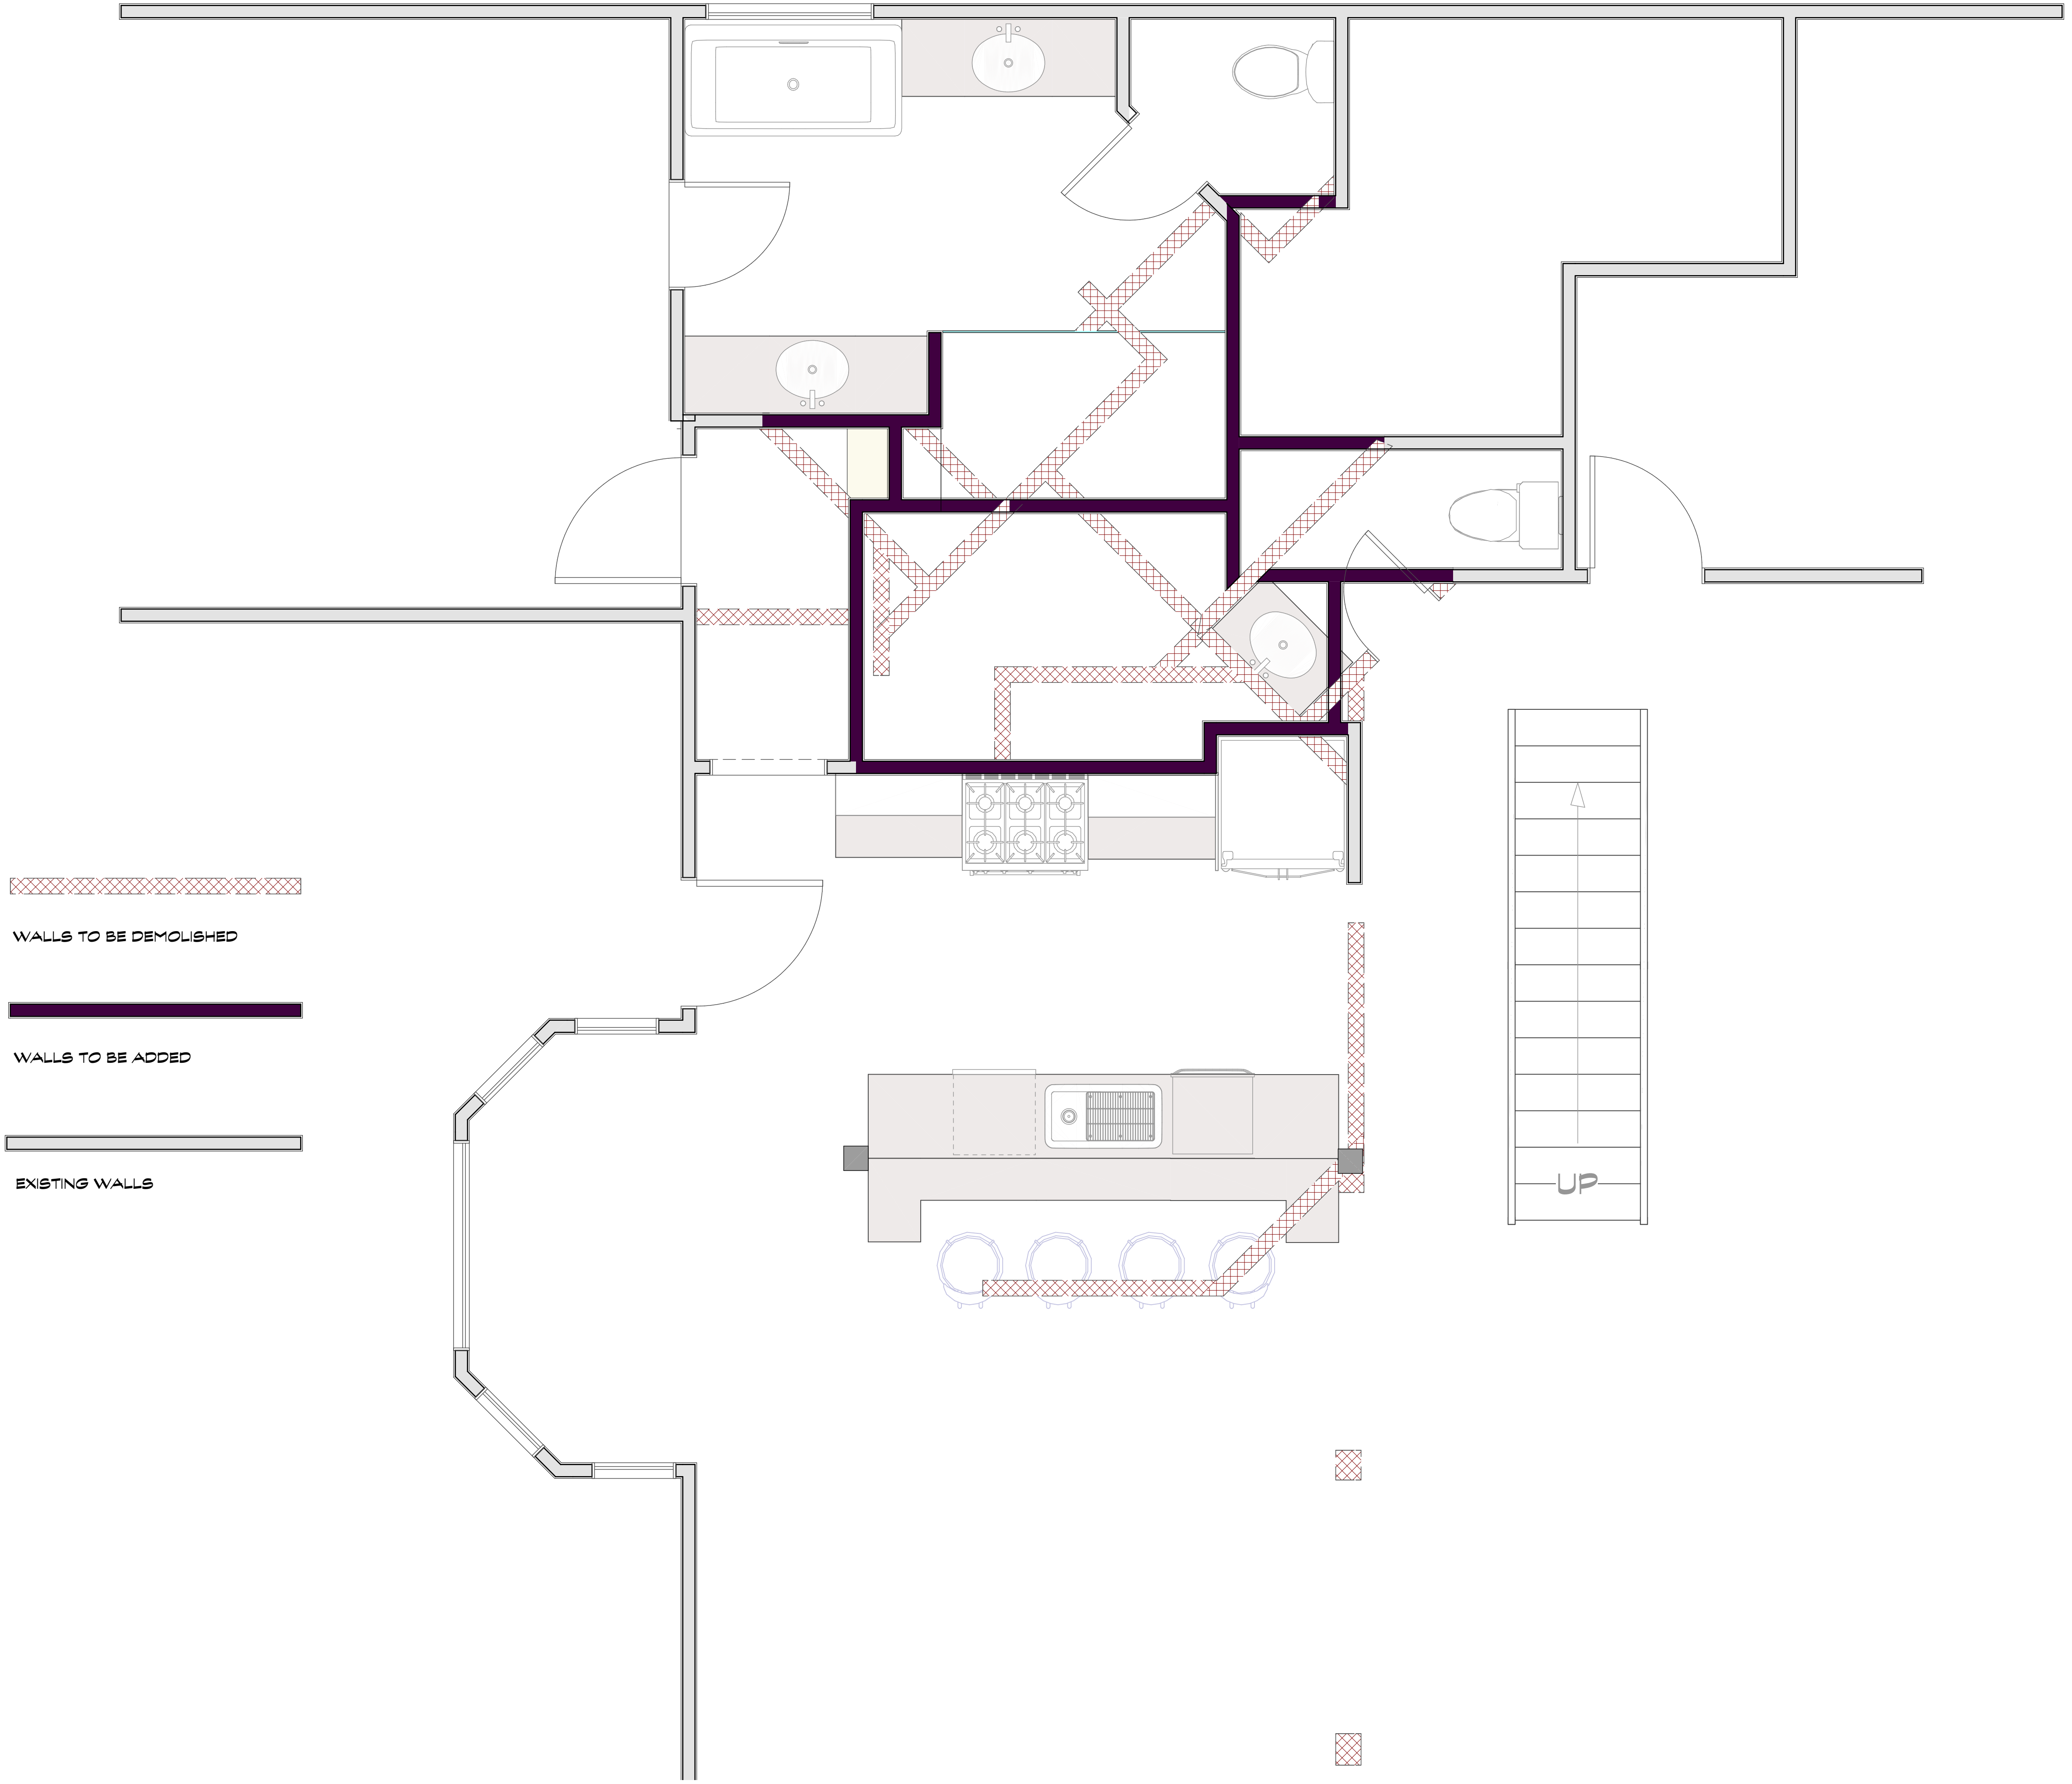 WALLS TO BE DEMOLISHED
WALLS TO BE ADDED
EXISTING WALLS
UP